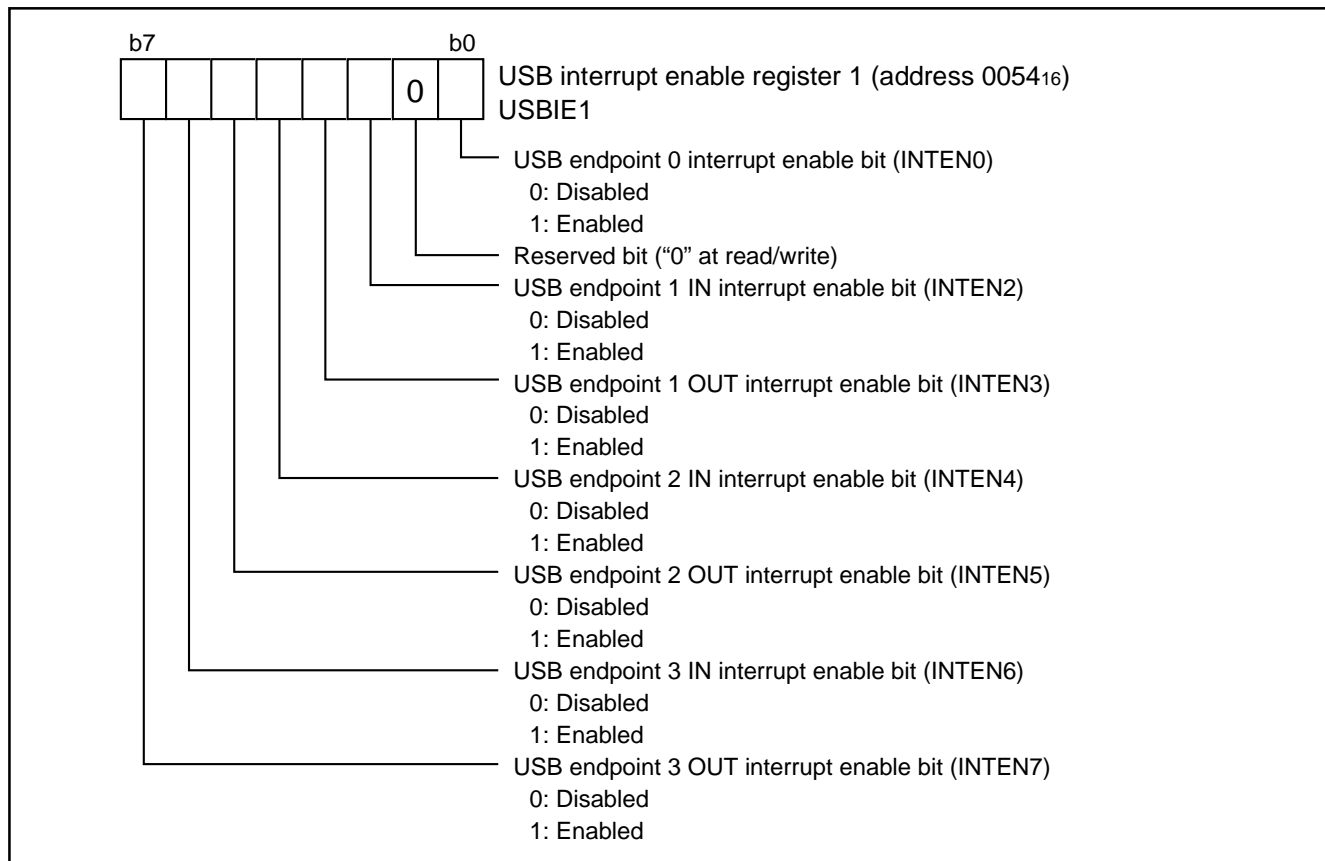 b7 b0
0
USB interrupt enable register 1 (address 005416)
USBIE1
USB endpoint 0 interrupt enable bit (INTEN0)
0: Disabled
1: Enabled
Reserved bit (“0” at read/write)
USB endpoint 1 IN interrupt enable bit (INTEN2)
0: Disabled
1: Enabled
USB endpoint 1 OUT interrupt enable bit (INTEN3)
0: Disabled
1: Enabled
USB endpoint 2 IN interrupt enable bit (INTEN4)
0: Disabled
1: Enabled
USB endpoint 2 OUT interrupt enable bit (INTEN5)
0: Disabled
1: Enabled
USB endpoint 3 IN interrupt enable bit (INTEN6)
0: Disabled
1: Enabled
USB endpoint 3 OUT interrupt enable bit (INTEN7)
0: Disabled
1: Enabled